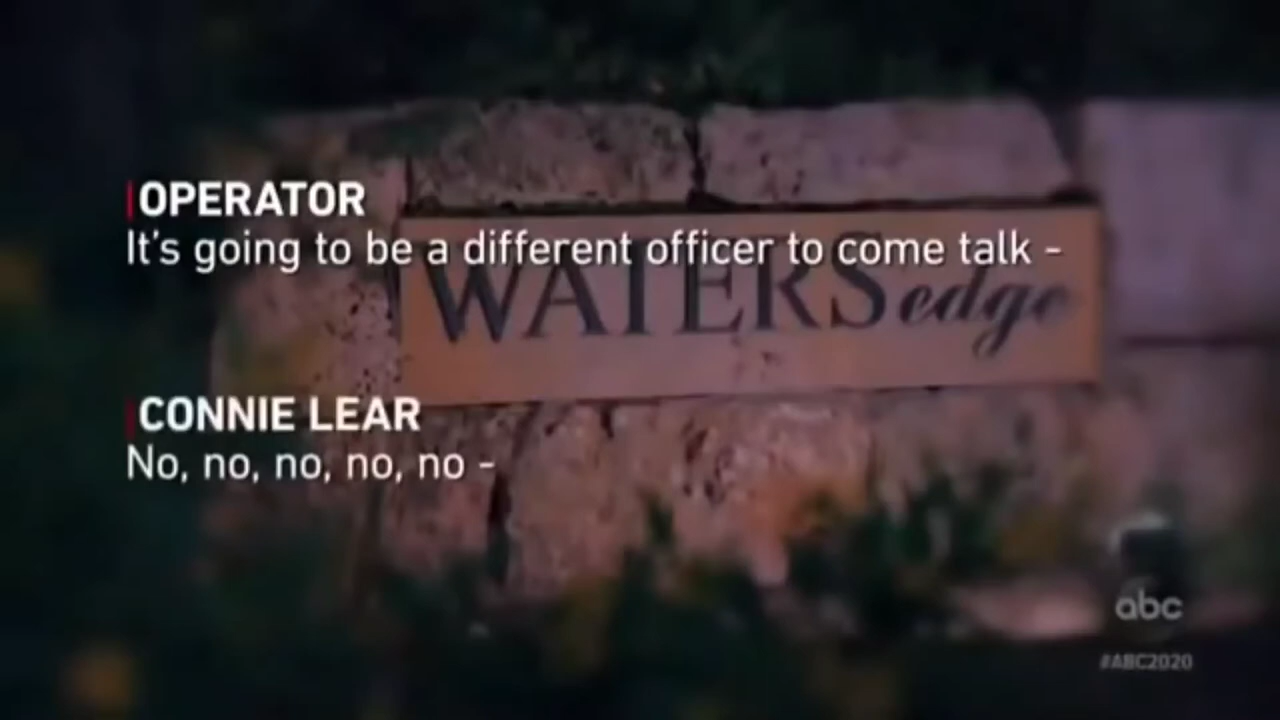 OPERATOR
It's going to be a different officer to come talk -
WATERS edge
CONNIE LEAR
No, no, no, no, no -
abc
#ABC2020